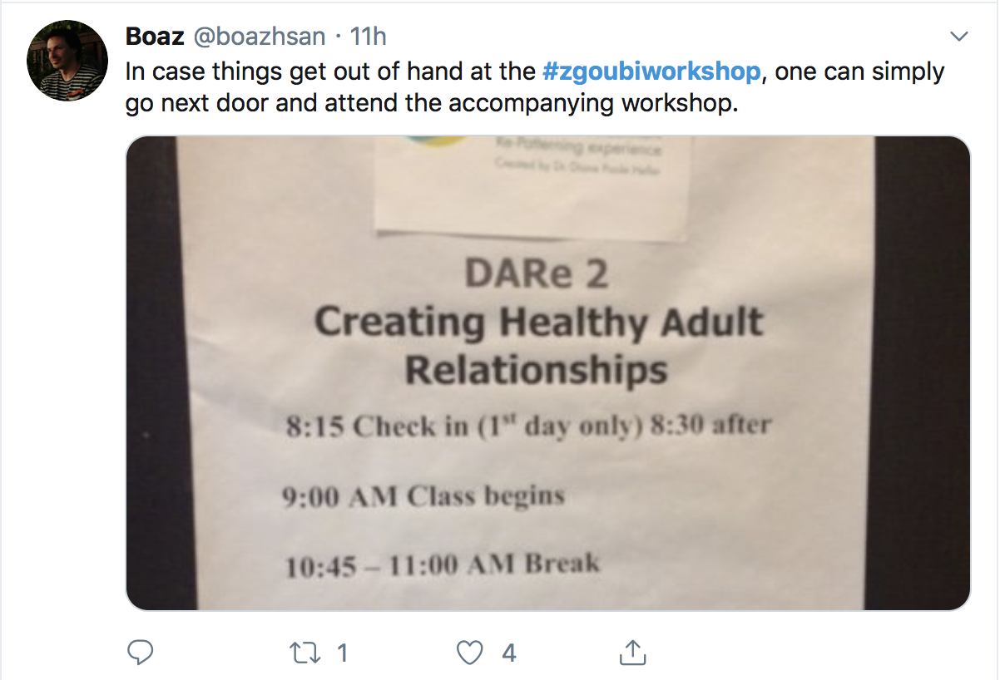 Boaz @boazhsan · 11h
In case things get out of hand at the #zgoubiworkshop, one can simply
go next door and attend the accompanying workshop.
Re-Patterning experience
Created by Dr. Diane Poole Heller
DARe 2
Creating Healthy Adult
Relationships
8:15 Check in (1st day only) 8:30 after
9:00 AM Class begins
10:45 – 11:00 AM Break
1
4